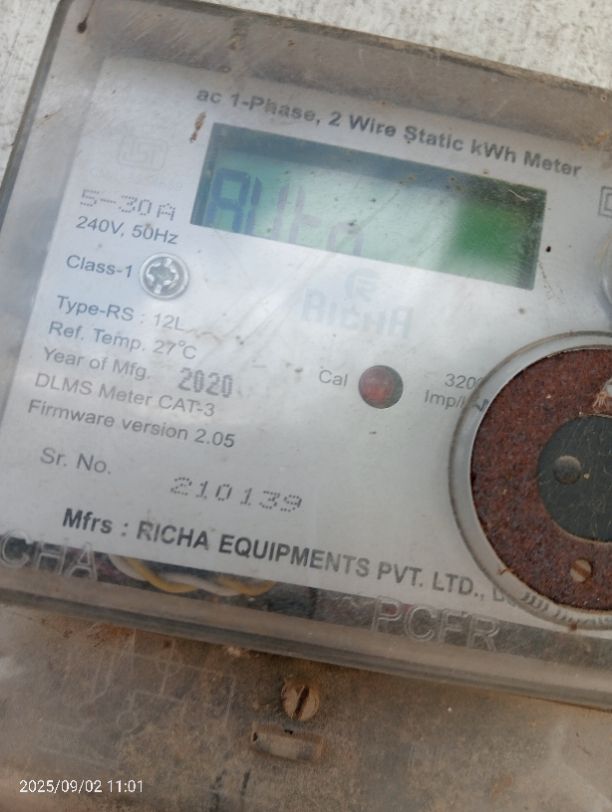 ac 1-Phase, 2 Wire Static kWh Meter
AUto
5-30A
240V, 50Hz
Class-1
RICHA
Type-RS : 12L
Ref. Temp. 27°C
Year of Mfg. 2020
Cal
DLMS Meter CAT-3
Firmware version 2.05
Sr. No.
210139
Mfrs : RICHA EQUIPMENTS PVT. LTD.,
PCFR
2025/09/02 11:01